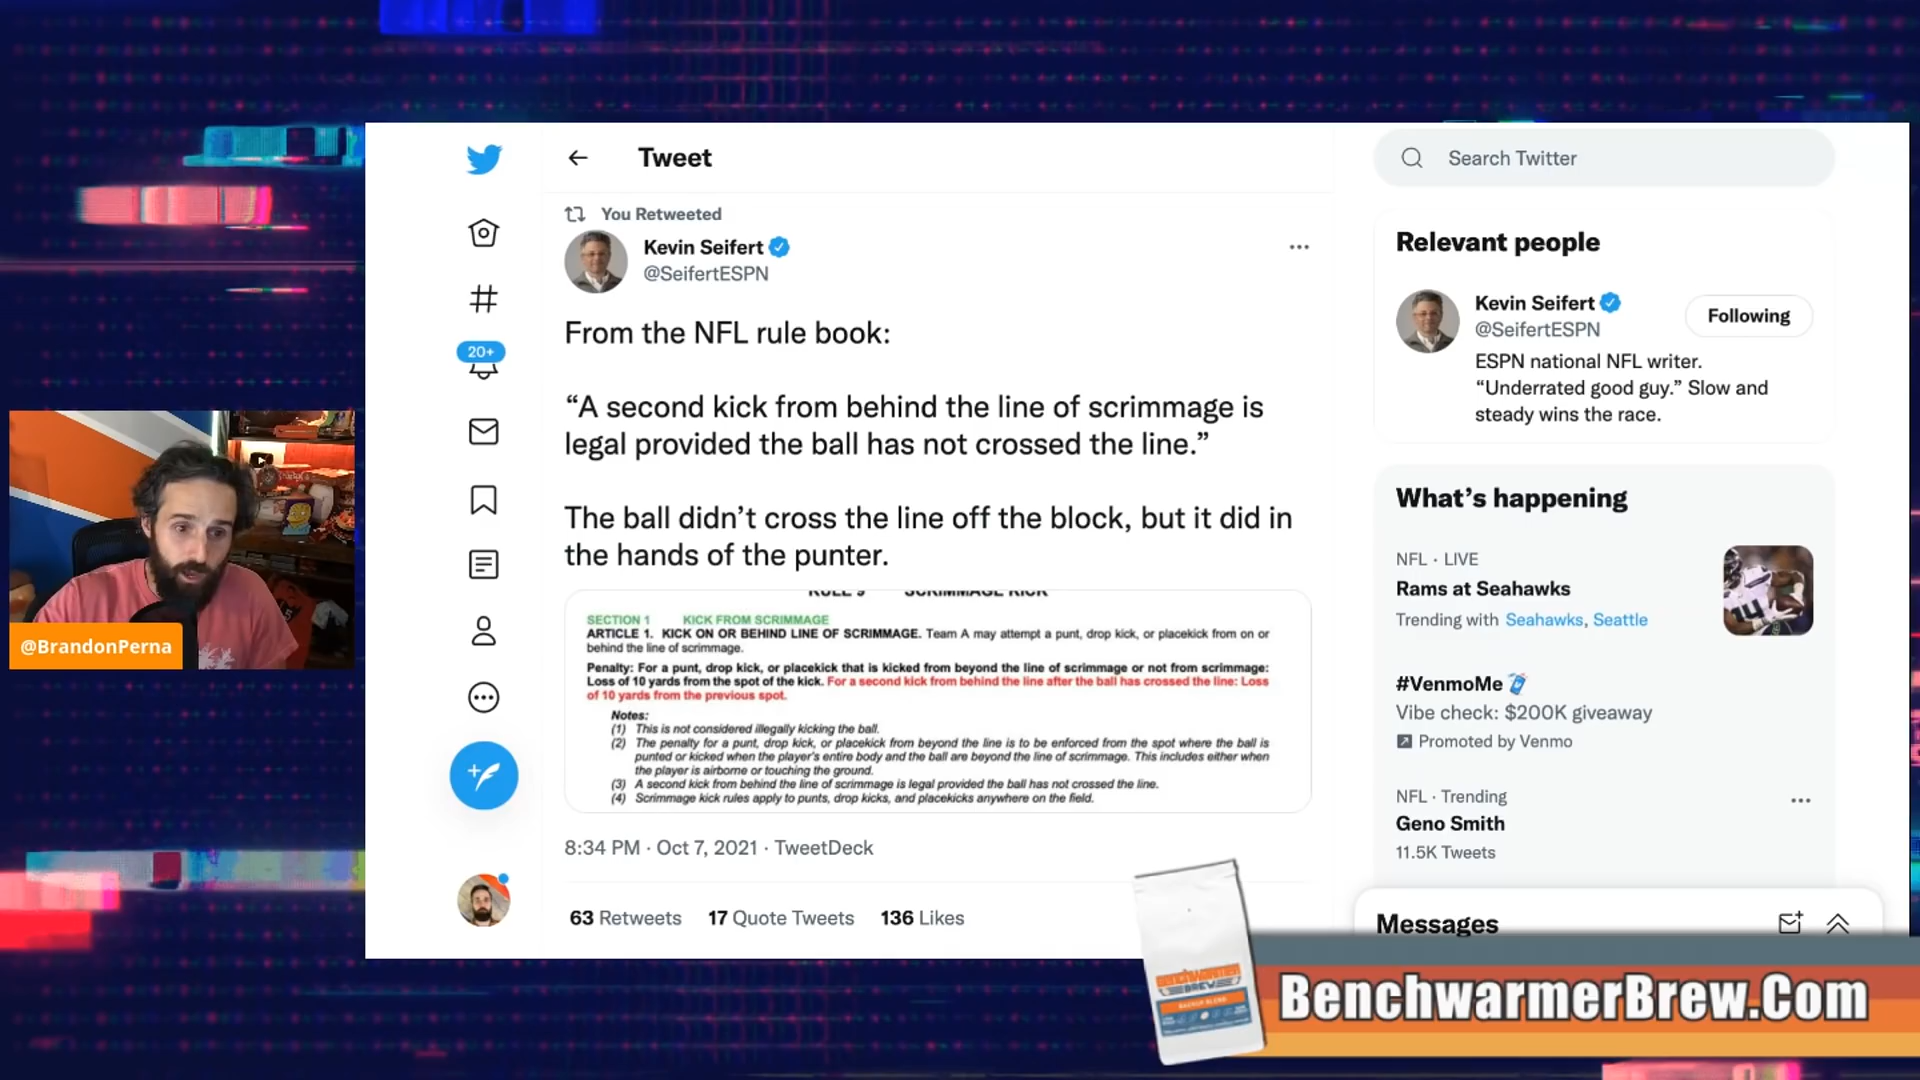 Tweet
You Retweeted
Kevin Seifert
@SeifertESPN
From the NFL rule book:
“A second kick from behind the line of scrimmage is
legal provided the ball has not crossed the line.”
The ball didn’t cross the line off the block, but it did in
the hands of the punter.
RULE 9 SCRIMMAGE KICK
SECTION 1 KICK FROM SCRIMMAGE
ARTICLE 1. KICK ON OR BEHIND LINE OF SCRIMMAGE. Team A may attempt a punt, drop kick, or placekick from on or
behind the line of scrimmage.
Penalty: For a punt, drop kick, or placekick that is kicked from beyond the line of scrimmage or not from scrimmage:
Loss of 10 yards from the spot of the kick. For a second kick from behind the line after the ball has crossed the line: Loss
of 10 yards from the previous spot.
Notes:
(1) This is not considered illegally kicking the ball.
(2) The penalty for a punt, drop kick, or placekick from beyond the line is to be enforced from the spot where the ball is
punted or kicked when the player's entire body and the ball are beyond the line of scrimmage. This includes either when
the player is airborne or touching the ground.
(3) A second kick from behind the line of scrimmage is legal provided the ball has not crossed the line.
(4) Scrimmage kick rules apply to punts, drop kicks, and placekicks anywhere on the field.
8:34 PM · Oct 7, 2021 · TweetDeck
63 Retweets 17 Quote Tweets 136 Likes
20+
@BrandonPerna
Search Twitter
Relevant people
Kevin Seifert
@SeifertESPN
Following
ESPN national NFL writer.
“Underrated good guy.” Slow and
steady wins the race.
What’s happening
NFL · LIVE
Rams at Seahawks
Trending with Seahawks, Seattle
#VenmoMe
Vibe check: $200K giveaway
Promoted by Venmo
NFL · Trending
Geno Smith
11.5K Tweets
Messages
BENCHWARMER
BREW
BACKUP BLEND
BenchwarmerBrew.Com